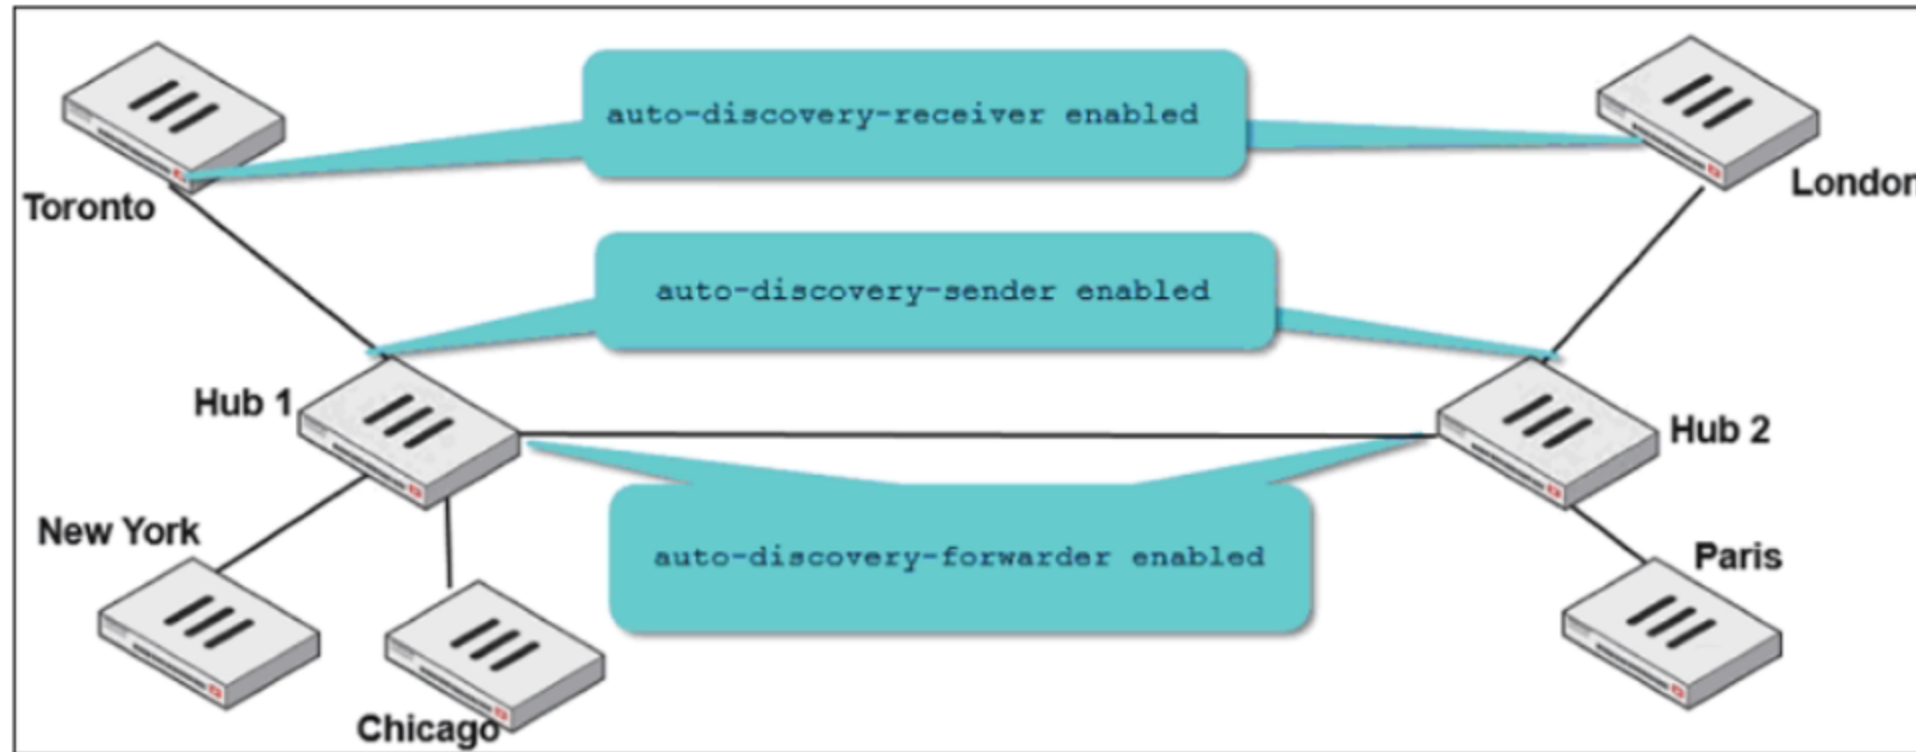 auto-discovery-receiver enabled
Toronto
London
auto-discovery-sender enabled
Hub 1
Hub 2
New York
auto-discovery-forwarder enabled
Paris
Chicago